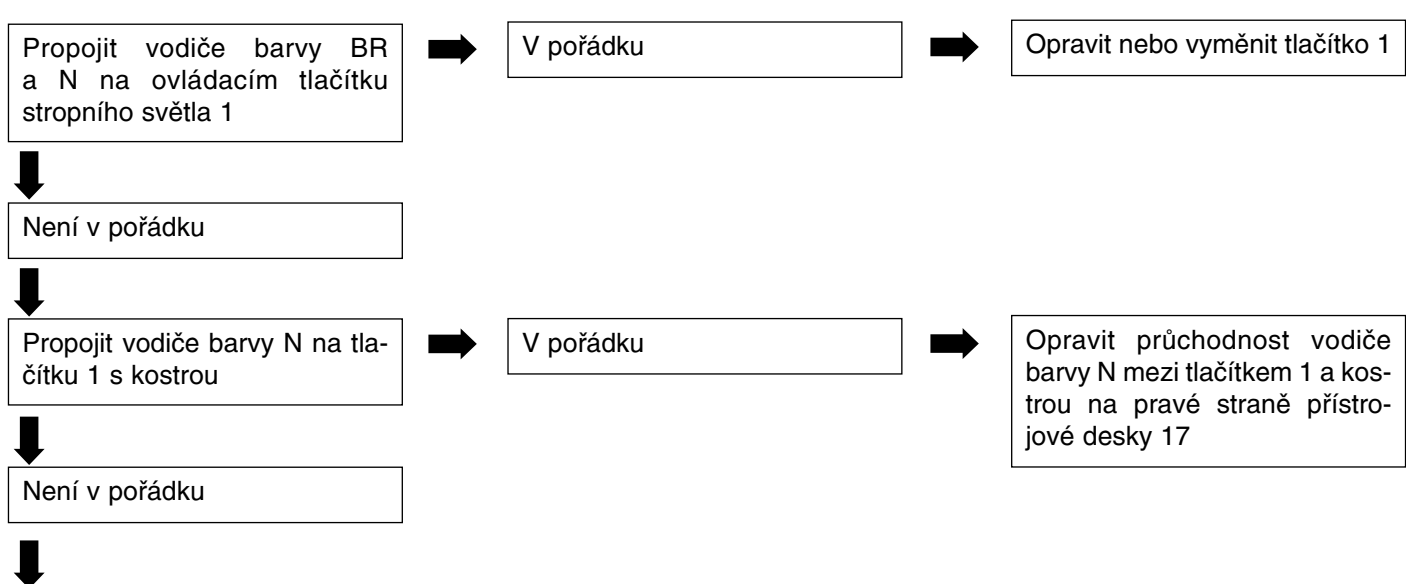 Propojit vodiče barvy BR
a N na ovládacím tlačítku
stropního světla 1
V pořádku
Opravit nebo vyměnit tlačítko 1
Není v pořádku
Propojit vodiče barvy N na tla-
čítku 1 s kostrou
V pořádku
Opravit průchodnost vodiče
barvy N mezi tlačítkem 1 a kos-
trou na pravé straně přístro-
jové desky 17
Není v pořádku